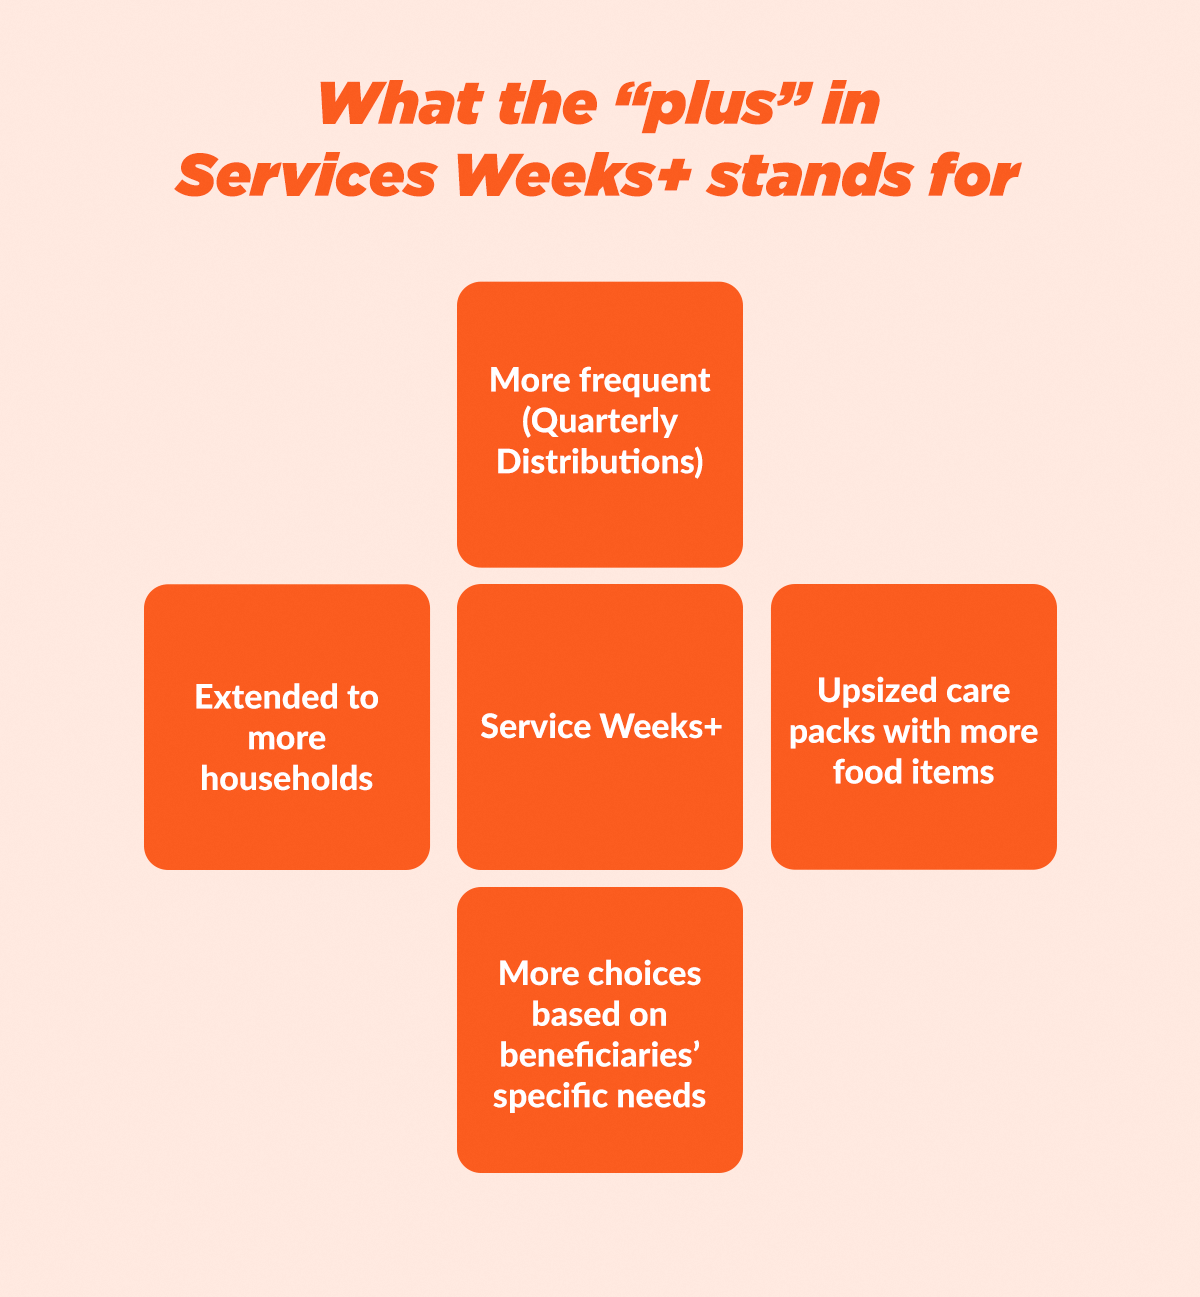 What the “plus” in
Services Weeks+ stands for
More frequent
(Quarterly
Distributions)
Extended to
more
households
Service Weeks+
Upsized care
packs with more
food items
More choices
based on
beneficiaries’
specific needs